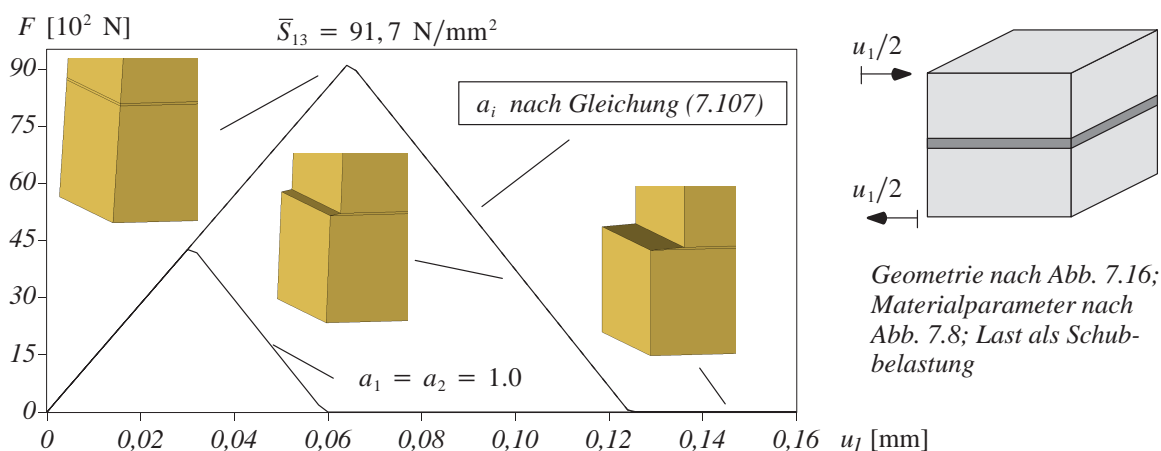 F [10² N]
S̅₁₃ = 91,7 N/mm²
90
75
60
45
30
15
0
aᵢ nach Gleichung (7.107)
a₁ = a₂ = 1.0
0 0,02 0,04 0,06 0,08 0,10 0,12 0,14 0,16 u₁ [mm]
u₁/2
u₁/2
Geometrie nach Abb. 7.16;
Materialparameter nach
Abb. 7.8; Last als Schub-
belastung